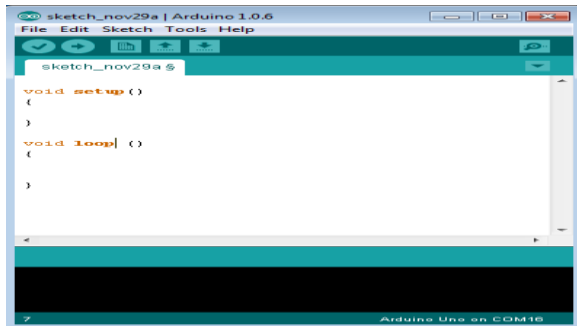 sketch_nov29a | Arduino 1.0.6
File Edit Sketch Tools Help
sketch_nov29a §
void setup()
{
}
void loop ()
{
}
7
Arduino Uno on COM16